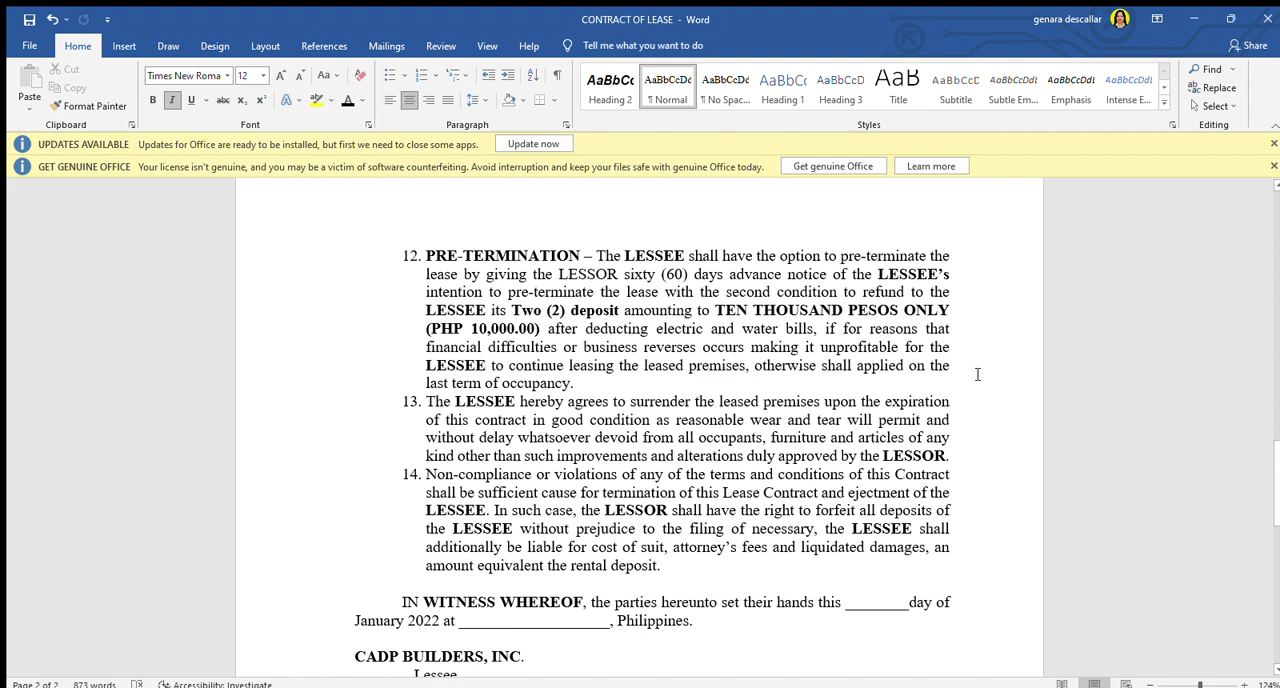 CONTRACT OF LEASE - Word
genara descallar
File Home Insert Draw Design Layout References Mailings Review View Help Tell me what you want to do Share
Paste
Cut
Copy
Format Painter
Clipboard
Times New Roma 12
Font
Paragraph
AaBbCc Heading 2
AaBbCcDc ¶ Normal
AaBbCcDc ¶ No Spac...
AaBbCc Heading 1
AaBbCcD Heading 3
AaB Title
AaBbCcD Subtitle
AaBbCcDdl Subtle Em...
AaBbCcDdl Emphasis
AaBbCcDdl Intense E...
Styles
Find
Replace
Select
Editing
UPDATES AVAILABLE Updates for Office are ready to be installed, but first we need to close some apps. Update now
GET GENUINE OFFICE Your license isn't genuine, and you may be a victim of software counterfeiting. Avoid interruption and keep your files safe with genuine Office today. Get genuine Office Learn more
12. PRE-TERMINATION – The LESSEE shall have the option to pre-terminate the
lease by giving the LESSOR sixty (60) days advance notice of the LESSEE’s
intention to pre-terminate the lease with the second condition to refund to the
LESSEE its Two (2) deposit amounting to TEN THOUSAND PESOS ONLY
(PHP 10,000.00) after deducting electric and water bills, if for reasons that
financial difficulties or business reverses occurs making it unprofitable for the
LESSEE to continue leasing the leased premises, otherwise shall applied on the
last term of occupancy.
13. The LESSEE hereby agrees to surrender the leased premises upon the expiration
of this contract in good condition as reasonable wear and tear will permit and
without delay whatsoever devoid from all occupants, furniture and articles of any
kind other than such improvements and alterations duly approved by the LESSOR.
14. Non-compliance or violations of any of the terms and conditions of this Contract
shall be sufficient cause for termination of this Lease Contract and ejectment of the
LESSEE. In such case, the LESSOR shall have the right to forfeit all deposits of
the LESSEE without prejudice to the filing of necessary, the LESSEE shall
additionally be liable for cost of suit, attorney’s fees and liquidated damages, an
amount equivalent the rental deposit.
IN WITNESS WHEREOF, the parties hereunto set their hands this ________day of
January 2022 at ___________________, Philippines.
CADP BUILDERS, INC.
Lessee
Page 2 of 2 873 words Accessibility: Investigate 124%